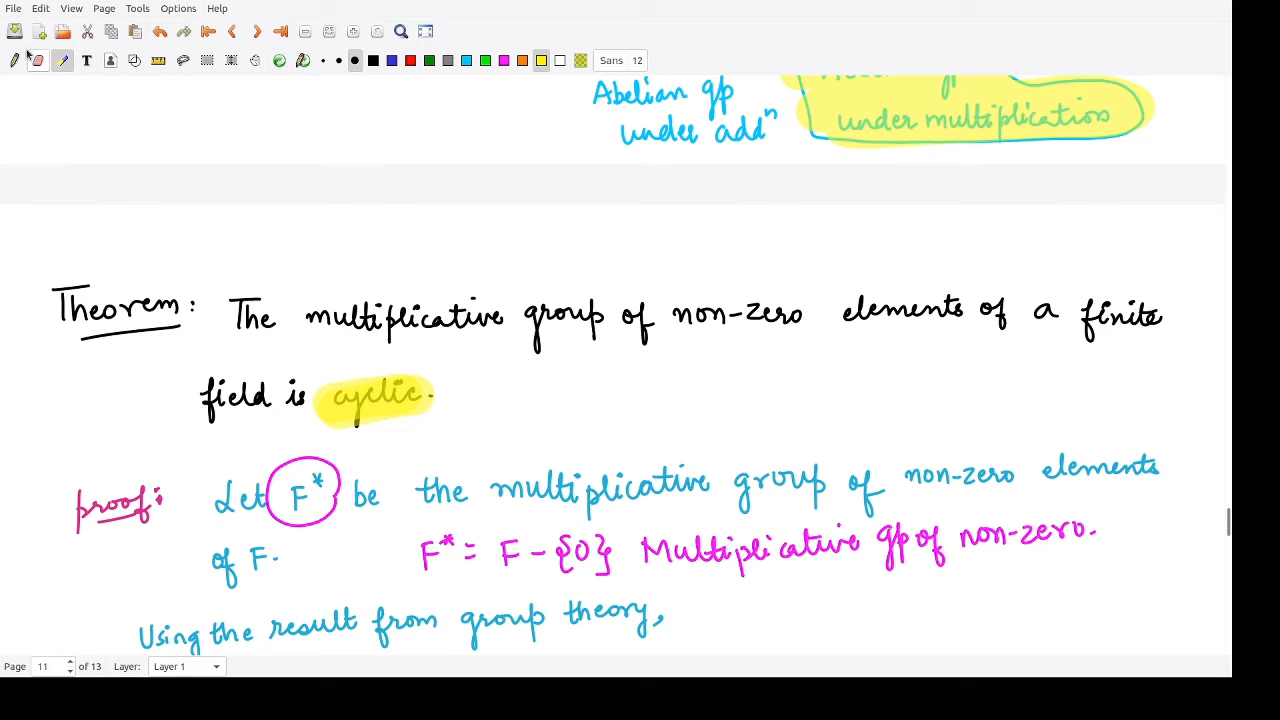 File Edit View Page Tools Options Help
Sans 12
Abelian gp
under addⁿ
under multiplication
Theorem: The multiplicative group of non-zero elements of a finite
field is cyclic.
proof: Let F* be the multiplicative group of non-zero elements
of F. F* = F - {0} Multiplicative gp of non-zero.
Using the result from group theory,
Page 11 of 13 Layer: Layer 1